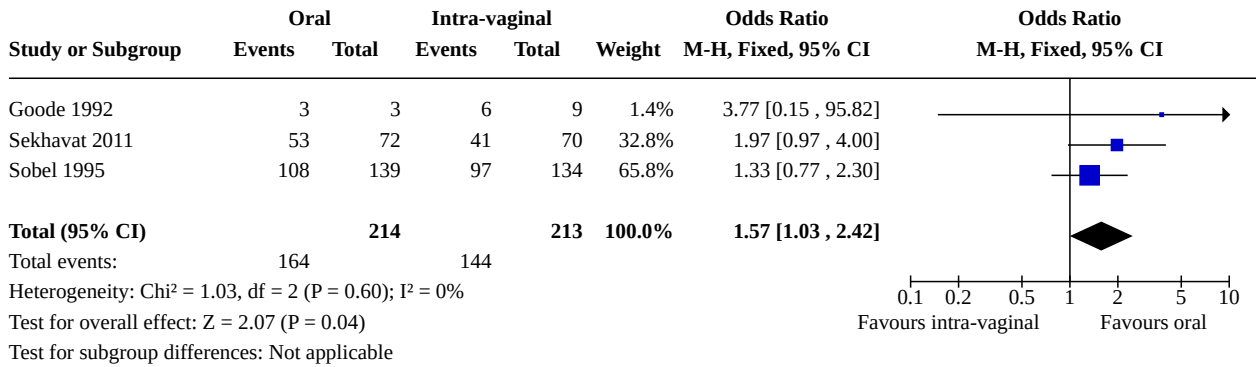 Oral Intra-vaginal Odds Ratio Odds Ratio
Study or Subgroup Events Total Events Total Weight M-H, Fixed, 95% CI M-H, Fixed, 95% CI
Goode 1992 3 3 6 9 1.4% 3.77 [0.15 , 95.82]
Sekhavat 2011 53 72 41 70 32.8% 1.97 [0.97 , 4.00]
Sobel 1995 108 139 97 134 65.8% 1.33 [0.77 , 2.30]
Total (95% CI) 214 213 100.0% 1.57 [1.03 , 2.42]
Total events: 164 144
Heterogeneity: Chi² = 1.03, df = 2 (P = 0.60); I² = 0%
0.1 0.2 0.5 1 2 5 10
Test for overall effect: Z = 2.07 (P = 0.04)
Favours intra-vaginal Favours oral
Test for subgroup differences: Not applicable